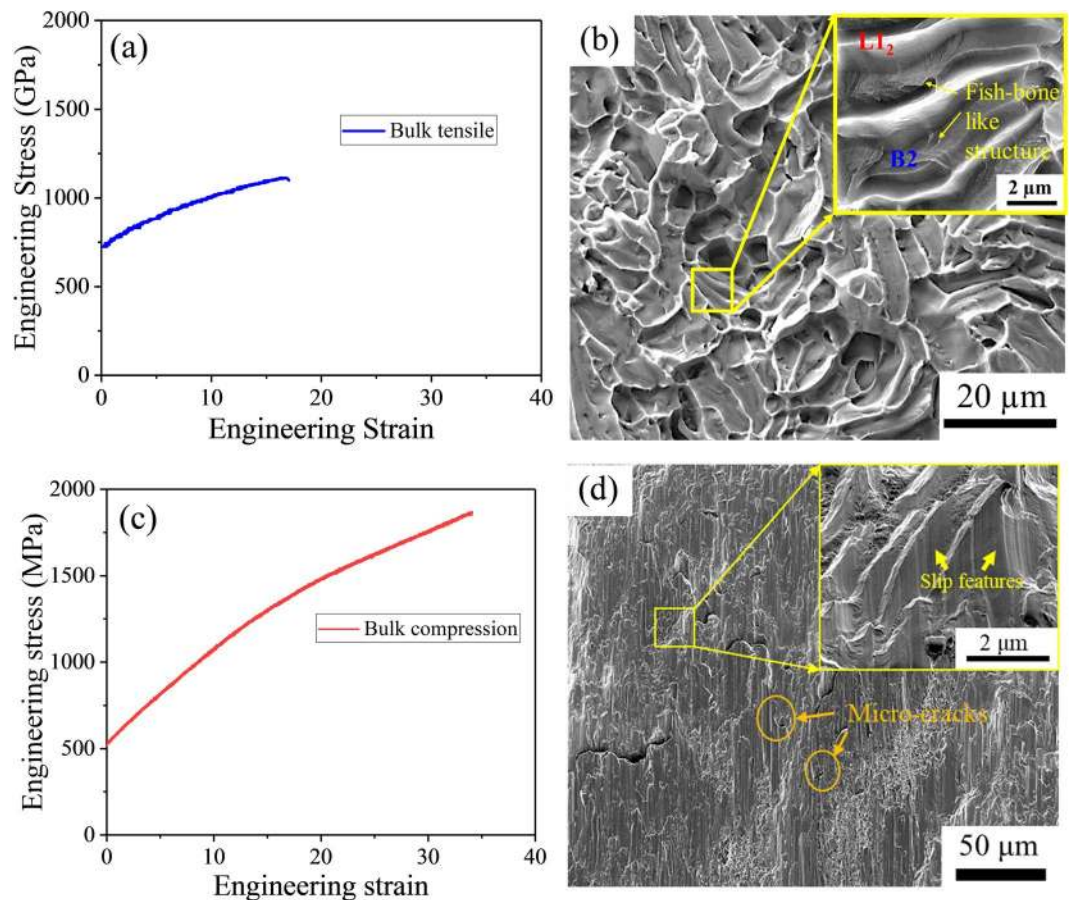 (a)
2000
1500
1000
500
0
Engineering Stress (GPa)
Bulk tensile
0 10 20 30 40
Engineering Strain
(b)
L1₂
Fish-bone
like
structure
B2
2 μm
20 μm
(c)
2000
1500
1000
500
0
Engineering stress (MPa)
Bulk compression
0 10 20 30 40
Engineering strain
(d)
Slip features
2 μm
Micro-cracks
50 μm